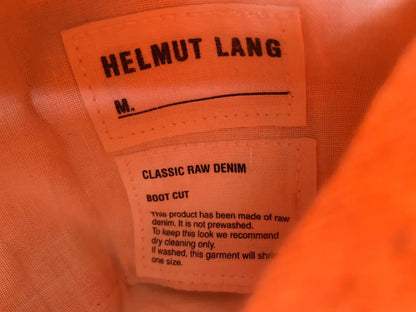 HELMUT LANG
M.
CLASSIC RAW DENIM
BOOT CUT
This product has been made of raw
denim. It is not prewashed.
To keep this look we recommend
dry cleaning only.
If washed, this garment will shrink
one size.